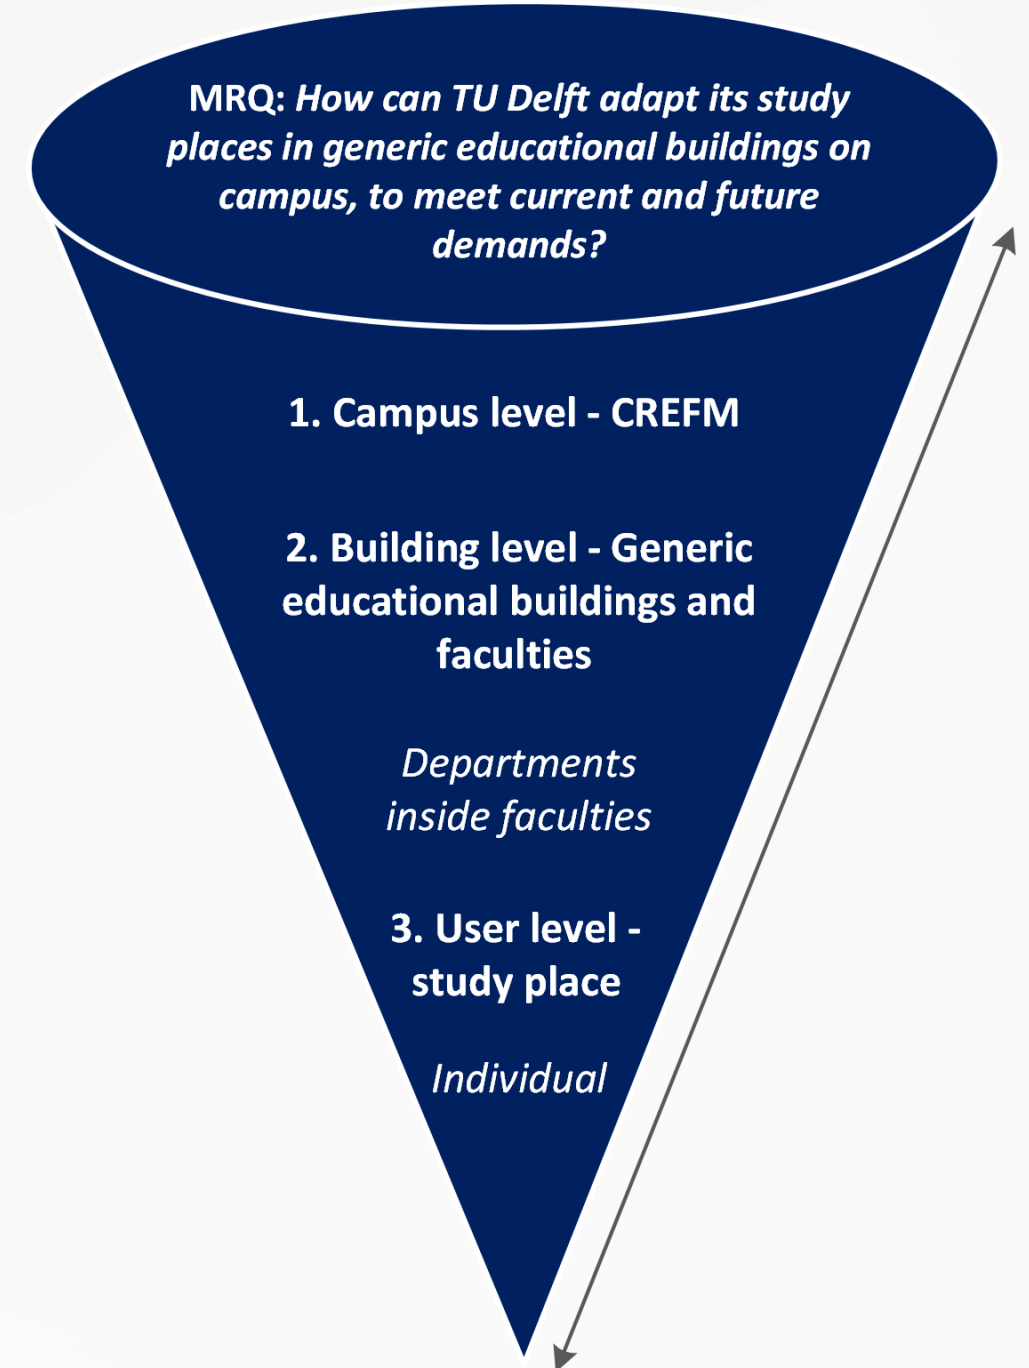 MRQ: How can TU Delft adapt its study
places in generic educational buildings on
campus, to meet current and future
demands?
1. Campus level - CREFM
2. Building level - Generic
educational buildings and
faculties
Departments
inside faculties
3. User level -
study place
Individual